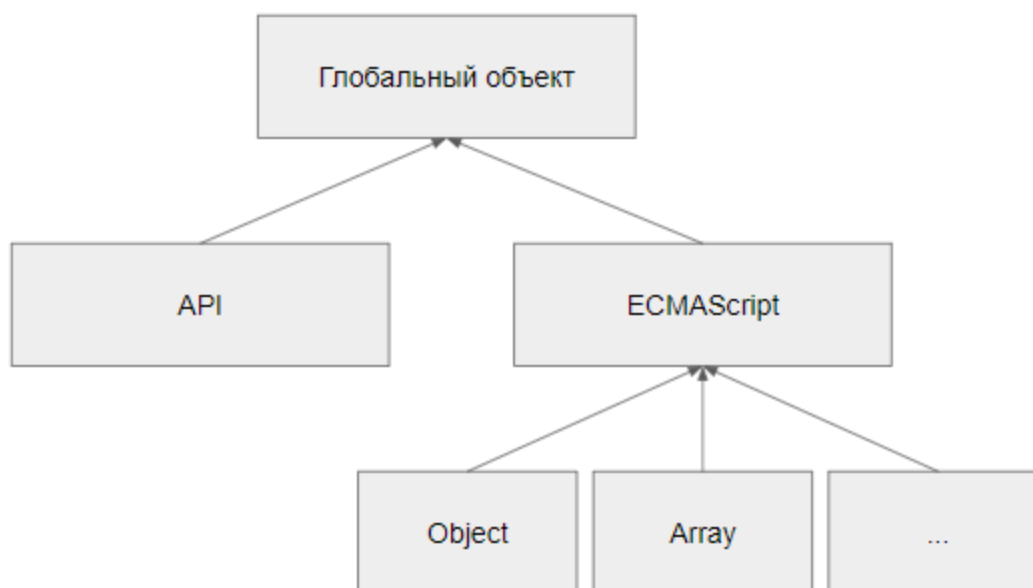 Глобальный объект
API
ECMAScript
Object
Array
...